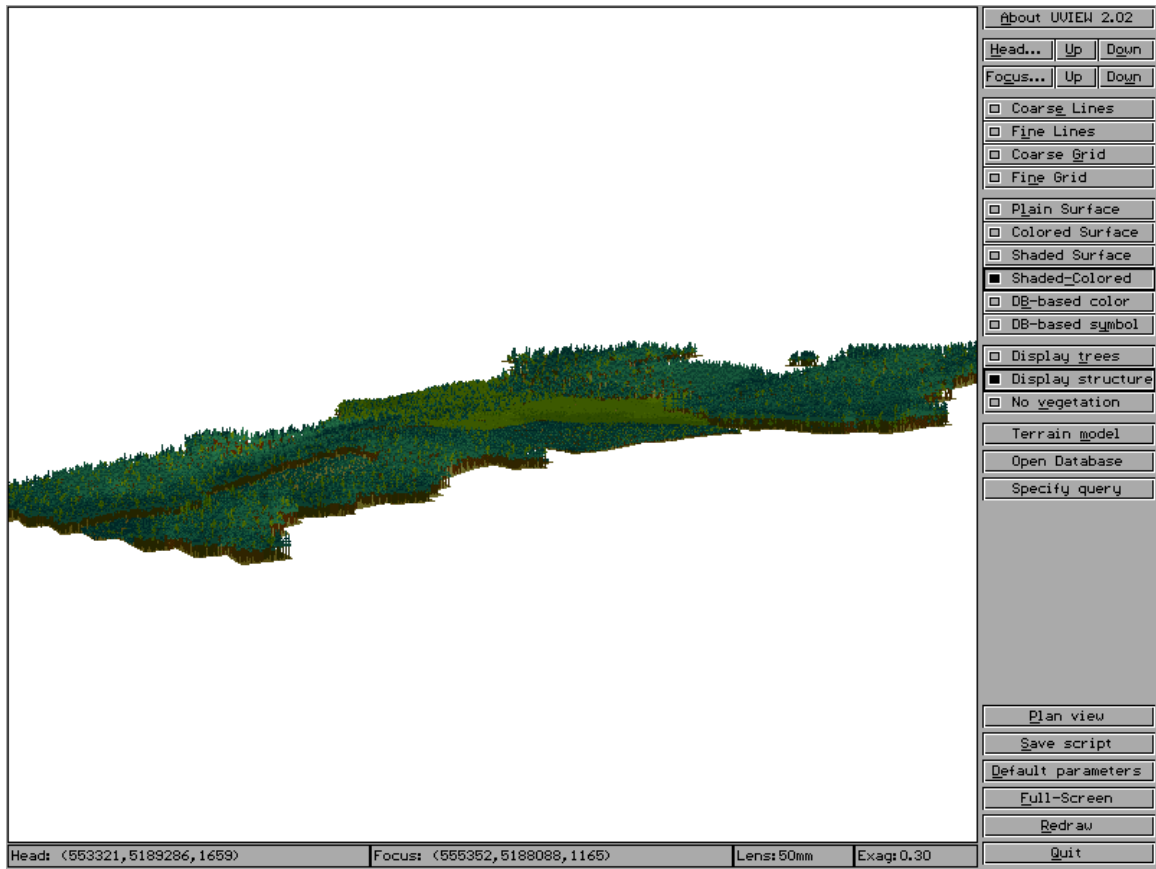 About UVIEW 2.02
Head... Up Down
Focus... Up Down
Coarse Lines
Fine Lines
Coarse Grid
Fine Grid
Plain Surface
Colored Surface
Shaded Surface
Shaded-Colored
DB-based color
DB-based symbol
Display trees
Display structure
No vegetation
Terrain model
Open Database
Specify query
Plan view
Save script
Default parameters
Full-Screen
Redraw
Quit
Head: (553321,5189286,1659) Focus: (555352,5188088,1165) Lens:50mm Exag:0.30